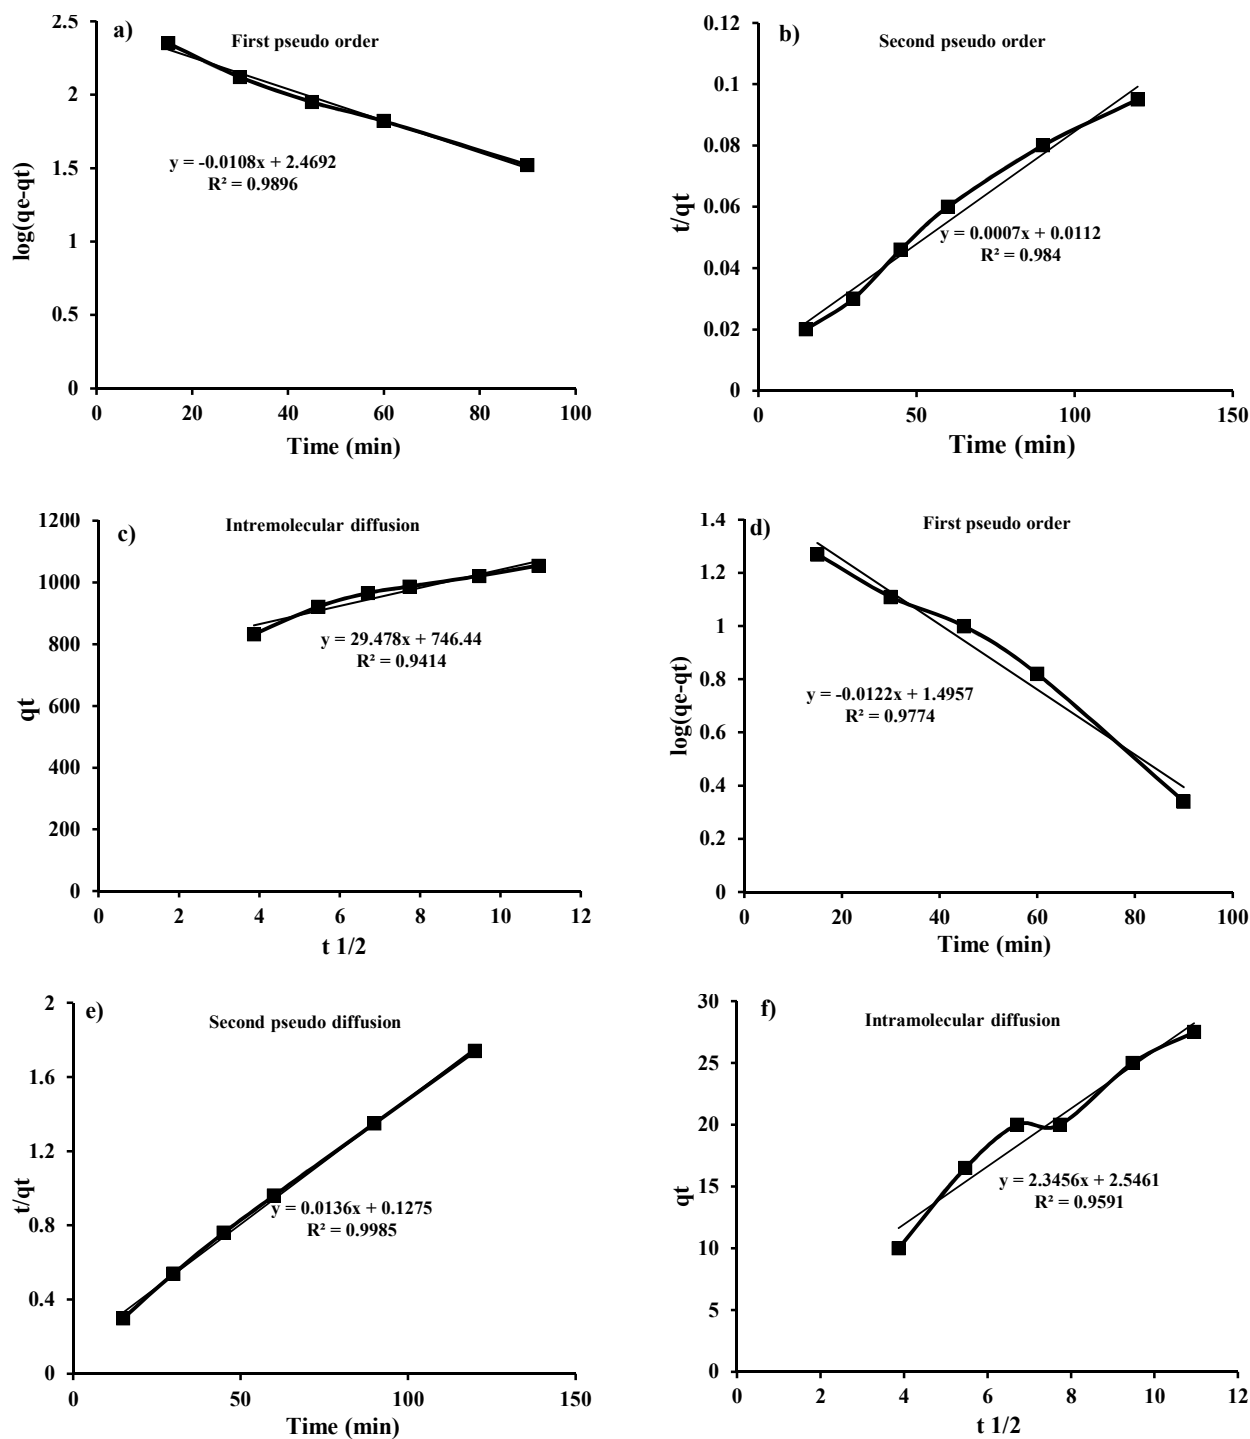 a)
First pseudo order
2.5
2
1.5
1
0.5
0
y = -0.0108x + 2.4692
R² = 0.9896
log(qe-qt)
0 20 40 60 80 100
Time (min)
b)
Second pseudo order
0.12
0.1
0.08
0.06
0.04
0.02
0
y = 0.0007x + 0.0112
R² = 0.984
t/qt
0 50 100 150
Time (min)
c)
Intremolecular diffusion
1200
1000
800
600
400
200
0
y = 29.478x + 746.44
R² = 0.9414
qt
0 2 4 6 8 10 12
t 1/2
d)
First pseudo order
1.4
1.2
1
0.8
0.6
0.4
0.2
0
y = -0.0122x + 1.4957
R² = 0.9774
log(qe-qt)
0 20 40 60 80 100
Time (min)
e)
Second pseudo diffusion
2
1.6
1.2
0.8
0.4
0
y = 0.0136x + 0.1275
R² = 0.9985
t/qt
0 50 100 150
Time (min)
f)
Intramolecular diffusion
30
25
20
15
10
5
0
y = 2.3456x + 2.5461
R² = 0.9591
qt
0 2 4 6 8 10 12
t 1/2